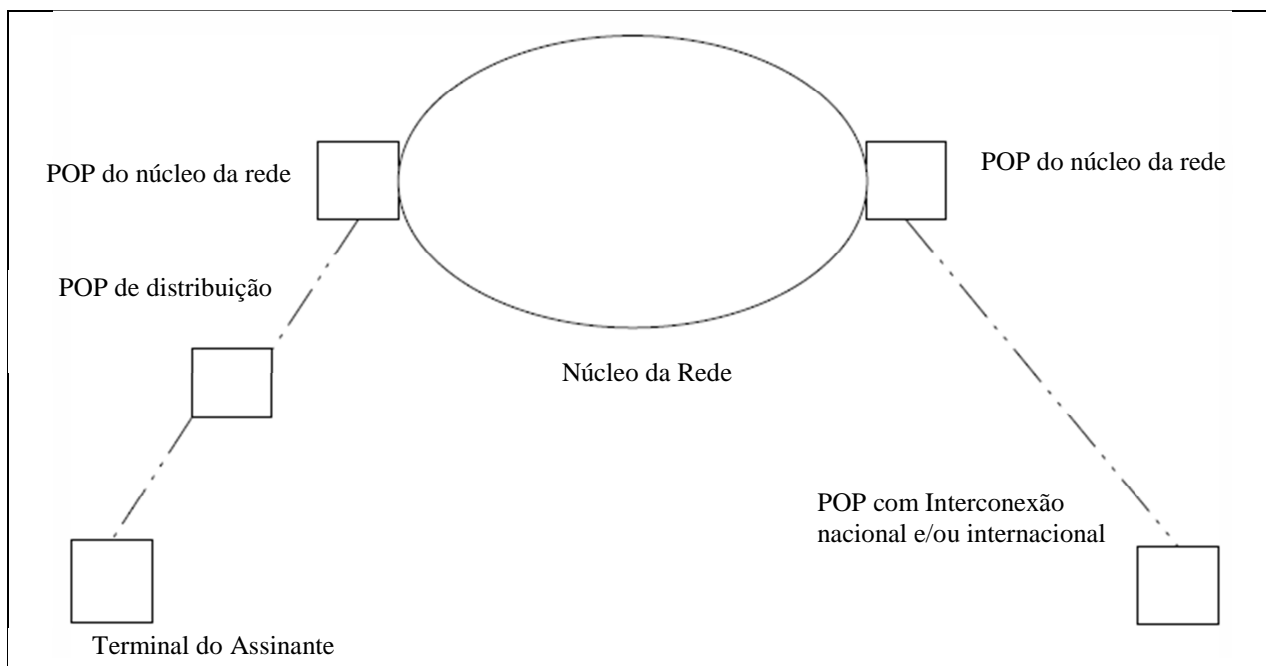 POP do núcleo da rede
POP do núcleo da rede
POP de distribuição
Núcleo da Rede
POP com Interconexão
nacional e/ou internacional
Terminal do Assinante